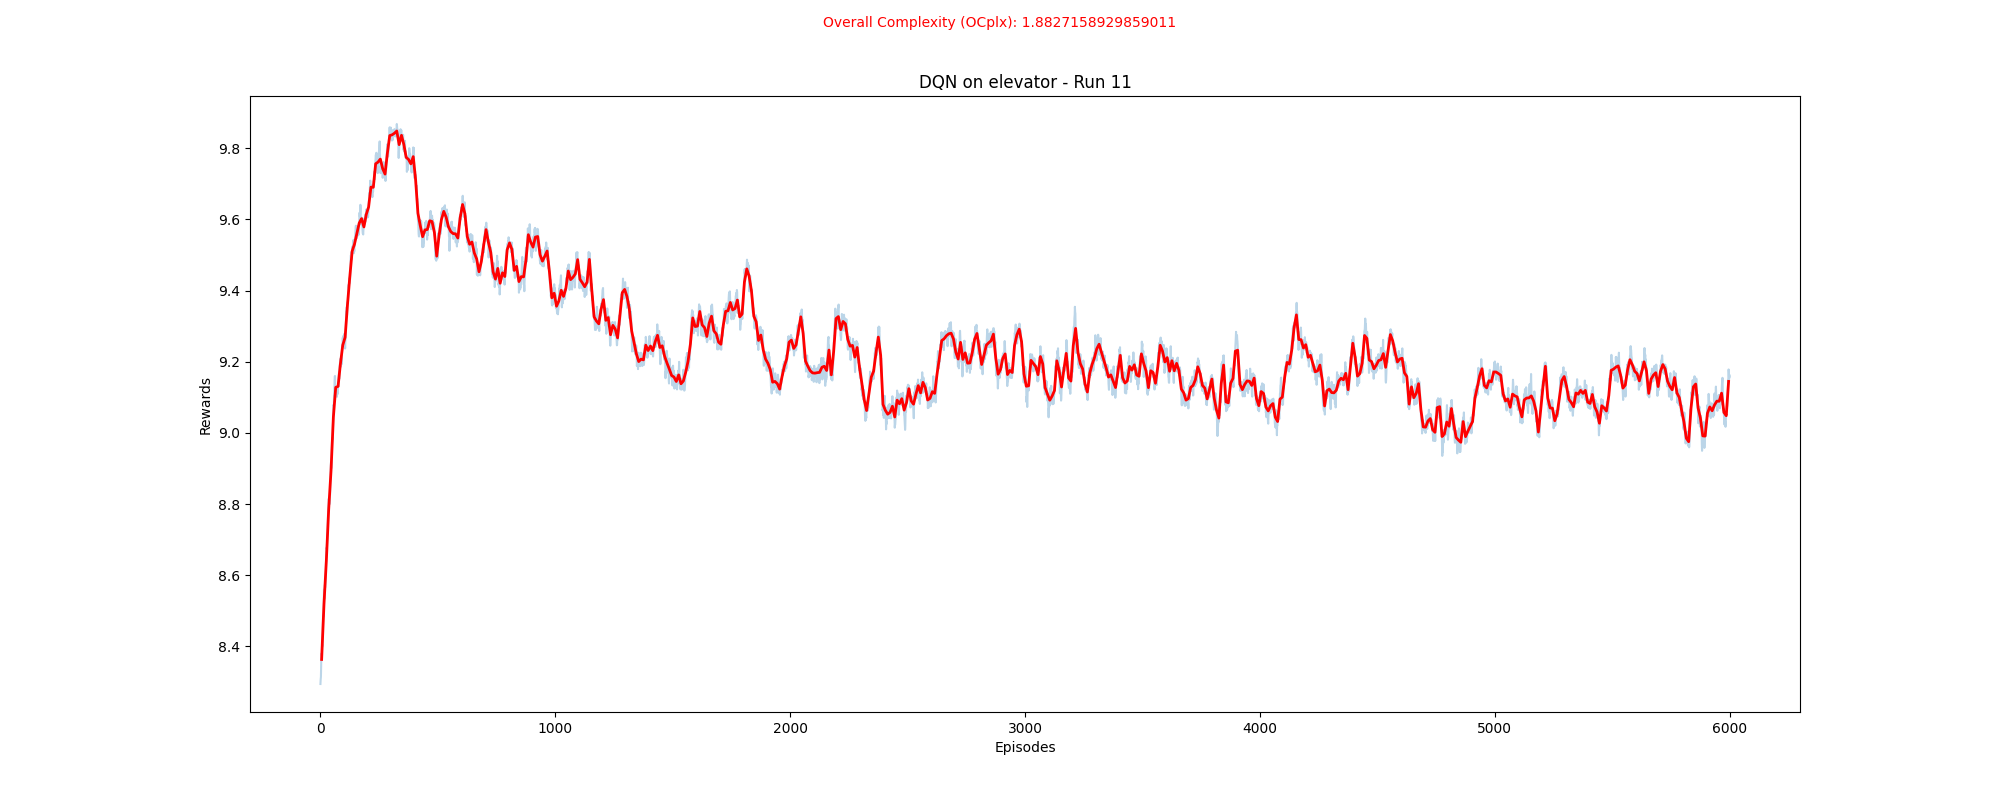 Overall Complexity (OCplx): 1.8827158929859011
DQN on elevator - Run 11
9.8
9.6
9.4
9.2
9.0
8.8
8.6
8.4
Rewards
0 1000 2000 3000 4000 5000 6000
Episodes